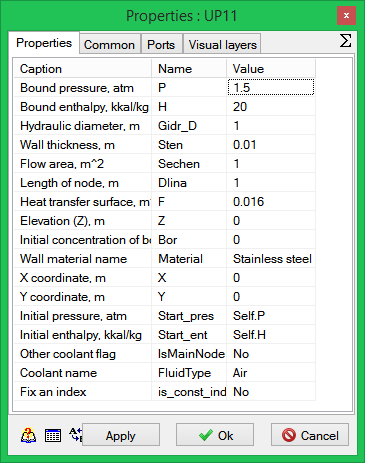 Properties : UP11
x
Properties Common Ports Visual layers Σ
Caption Name Value
Bound pressure, atm P 1.5
Bound enthalpy, kkal/kg H 20
Hydraulic diameter, m Gidr_D 1
Wall thickness, m Sten 0.01
Flow area, m^2 Sechen 1
Length of node, m Dlina 1
Heat transfer surface, m' F 0.016
Elevation (Z), m Z 0
Initial concentration of bo Bor 0
Wall material name Material Stainless steel
X coordinate, m X 0
Y coordinate, m Y 0
Initial pressure, atm Start_pres Self.P
Initial enthalpy, kkal/kg Start_ent Self.H
Other coolant flag IsMainNode No
Coolant name FluidType Air
Fix an index is_const_ind No
Apply Ok Cancel